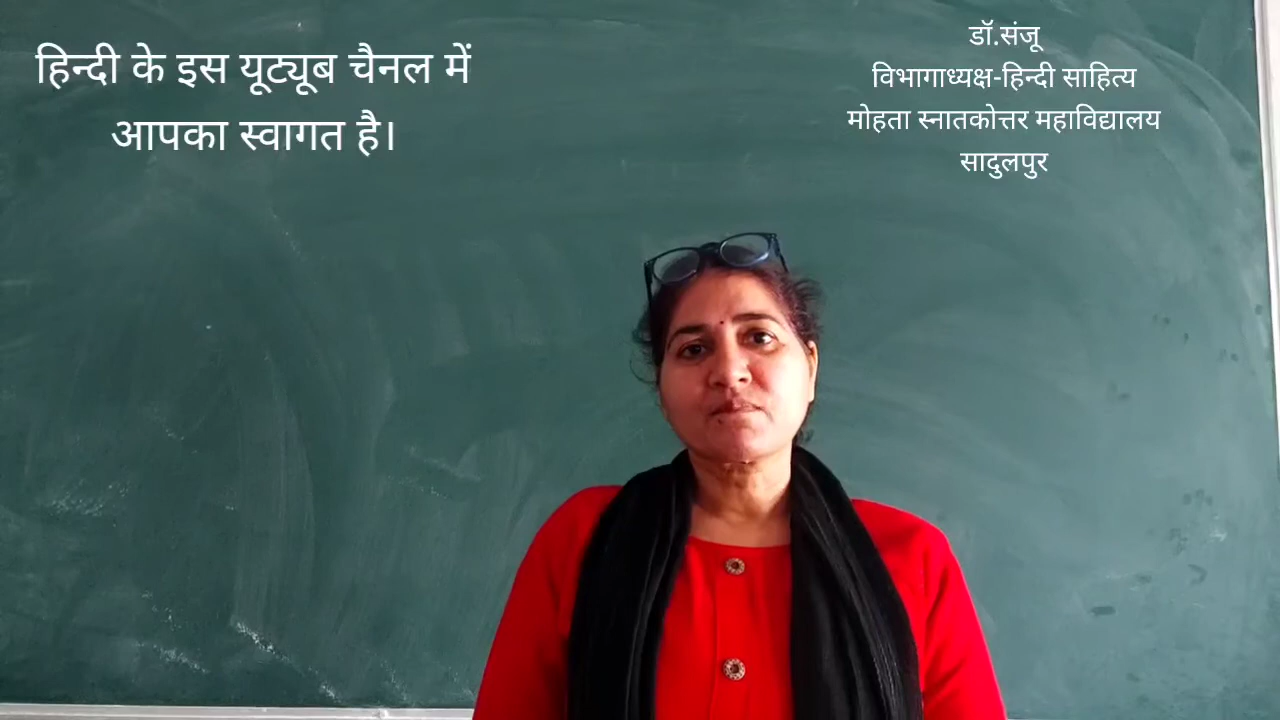 हिन्दी के इस यूट्यूब चैनल में
आपका स्वागत है।
डॉ.संजू
विभागाध्यक्ष-हिन्दी साहित्य
मोहता स्नातकोत्तर महाविद्यालय
सादुलपुर